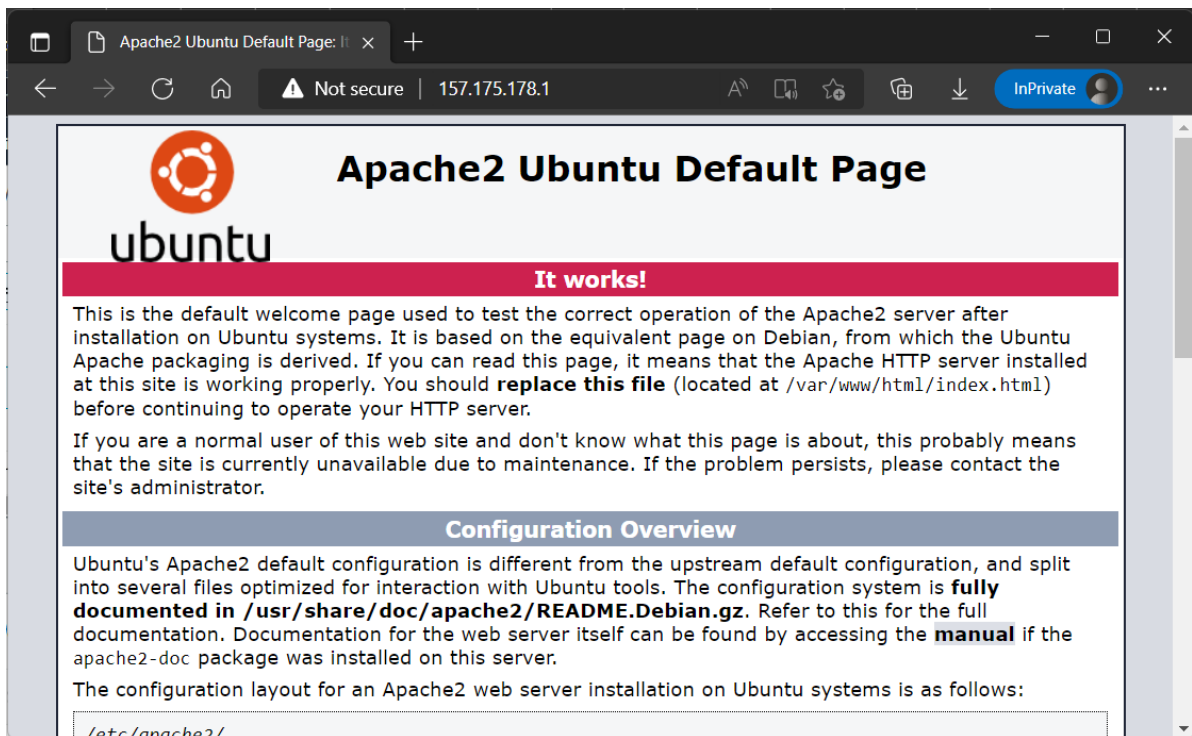 Apache2 Ubuntu Default Page: It
Not secure
157.175.178.1
InPrivate
ubuntu
Apache2 Ubuntu Default Page
It works!
This is the default welcome page used to test the correct operation of the Apache2 server after
installation on Ubuntu systems. It is based on the equivalent page on Debian, from which the Ubuntu
Apache packaging is derived. If you can read this page, it means that the Apache HTTP server installed
at this site is working properly. You should replace this file (located at /var/www/html/index.html)
before continuing to operate your HTTP server.
If you are a normal user of this web site and don't know what this page is about, this probably means
that the site is currently unavailable due to maintenance. If the problem persists, please contact the
site's administrator.
Configuration Overview
Ubuntu's Apache2 default configuration is different from the upstream default configuration, and split
into several files optimized for interaction with Ubuntu tools. The configuration system is fully
documented in /usr/share/doc/apache2/README.Debian.gz. Refer to this for the full
documentation. Documentation for the web server itself can be found by accessing the manual if the
apache2-doc package was installed on this server.
The configuration layout for an Apache2 web server installation on Ubuntu systems is as follows:
/etc/apache2/